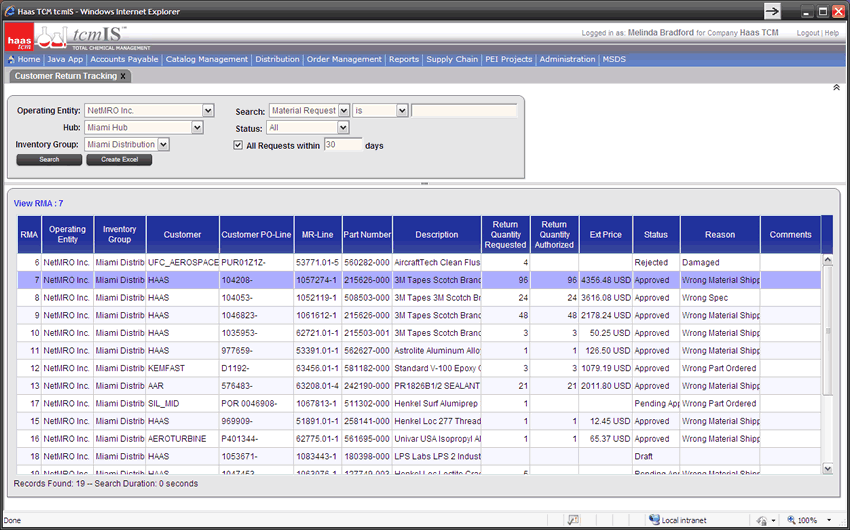 Haas TCM tcmIS - Windows Internet Explorer
haas tcm tcmIS TOTAL CHEMICAL MANAGEMENT
Logged in as: Melinda Bradford for Company Haas TCM Logout | Help
Home Java App Accounts Payable Catalog Management Distribution Order Management Reports Supply Chain PEI Projects Administration MSDS
Customer Return Tracking x
Operating Entity: NetMRO Inc. Search: Material Request is
Hub: Miami Hub Status: All
Inventory Group: Miami Distribution All Requests within 30 days
Search Create Excel
View RMA : 7
RMA Operating Entity Inventory Group Customer Customer PO-Line MR-Line Part Number Description Return Quantity Requested Return Quantity Authorized Ext Price Status Reason Comments
6 NetMRO Inc. Miami Distrib UFC_AEROSPACE PUR01Z1Z- 53771.01-5 560282-000 AircraftTech Clean Flus 4 Rejected Damaged
7 NetMRO Inc. Miami Distrib HAAS 104208- 1057274-1 215626-000 3M Tapes Scotch Brand 96 96 4356.48 USD Approved Wrong Material Shipp
8 NetMRO Inc. Miami Distrib HAAS 104053- 1052119-1 508503-000 3M Tapes 3M Scotch Br 24 24 3616.08 USD Approved Wrong Spec
9 NetMRO Inc. Miami Distrib HAAS 1046823- 1061612-1 215626-000 3M Tapes Scotch Brand 48 48 2178.24 USD Approved Wrong Material Shipp
10 NetMRO Inc. Miami Distrib HAAS 1035953- 62721.01-1 215503-001 3M Tapes Scotch Brand 3 3 50.25 USD Approved Wrong Material Shipp
11 NetMRO Inc. Miami Distrib HAAS 977659- 53391.01-1 562627-000 Astrolite Aluminum Allo 1 1 126.50 USD Approved Wrong Material Shipp
12 NetMRO Inc. Miami Distrib KEMFAST D1192- 63456.01-1 581182-000 Standard V-100 Epoxy 3 3 1079.19 USD Approved Wrong Part Ordered
13 NetMRO Inc. Miami Distrib AAR 576483- 63208.01-4 242190-000 PR1826B1/2 SEALANT 21 21 2011.80 USD Approved Wrong Material Shipp
17 NetMRO Inc. Miami Distrib SIL_MID POR 0046908- 1067813-1 511302-000 Henkel Surf Alumiprep 1 Pending App Wrong Part Ordered
15 NetMRO Inc. Miami Distrib HAAS 969909- 51891.01-1 258141-000 Henkel Loc 277 Thread 1 1 12.45 USD Approved Wrong Material Shipp
16 NetMRO Inc. Miami Distrib AEROTURBINE P401344- 62775.01-1 561695-000 Univar USA Isopropyl Al 1 1 65.37 USD Approved Wrong Material Shipp
18 NetMRO Inc. Miami Distrib HAAS 1053671- 1083443-1 180398-000 LPS Labs LPS 2 Indust 1 Draft
19 NetMRO Inc. Miami Distrib HAAS 1047453- 1063076-1 127749-003 Henkel Loc Loctite Grad 6 Pending App Wrong Material Shipp
Records Found: 19 -- Search Duration: 0 seconds
Done Local intranet 100%